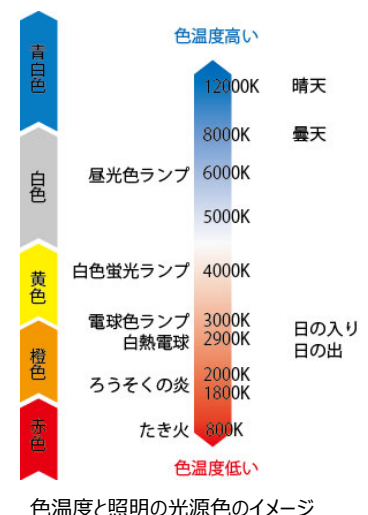 色温度高い
青白色
12000K 晴天
8000K 曇天
白色
昼光色ランプ 6000K
5000K
黄色
白色蛍光ランプ 4000K
電球色ランプ 3000K
白熱電球 2900K
日の入り
日の出
橙色
2000K
ろうそくの炎 1800K
赤色
たき火 800K
色温度低い
色温度と照明の光源色のイメージ